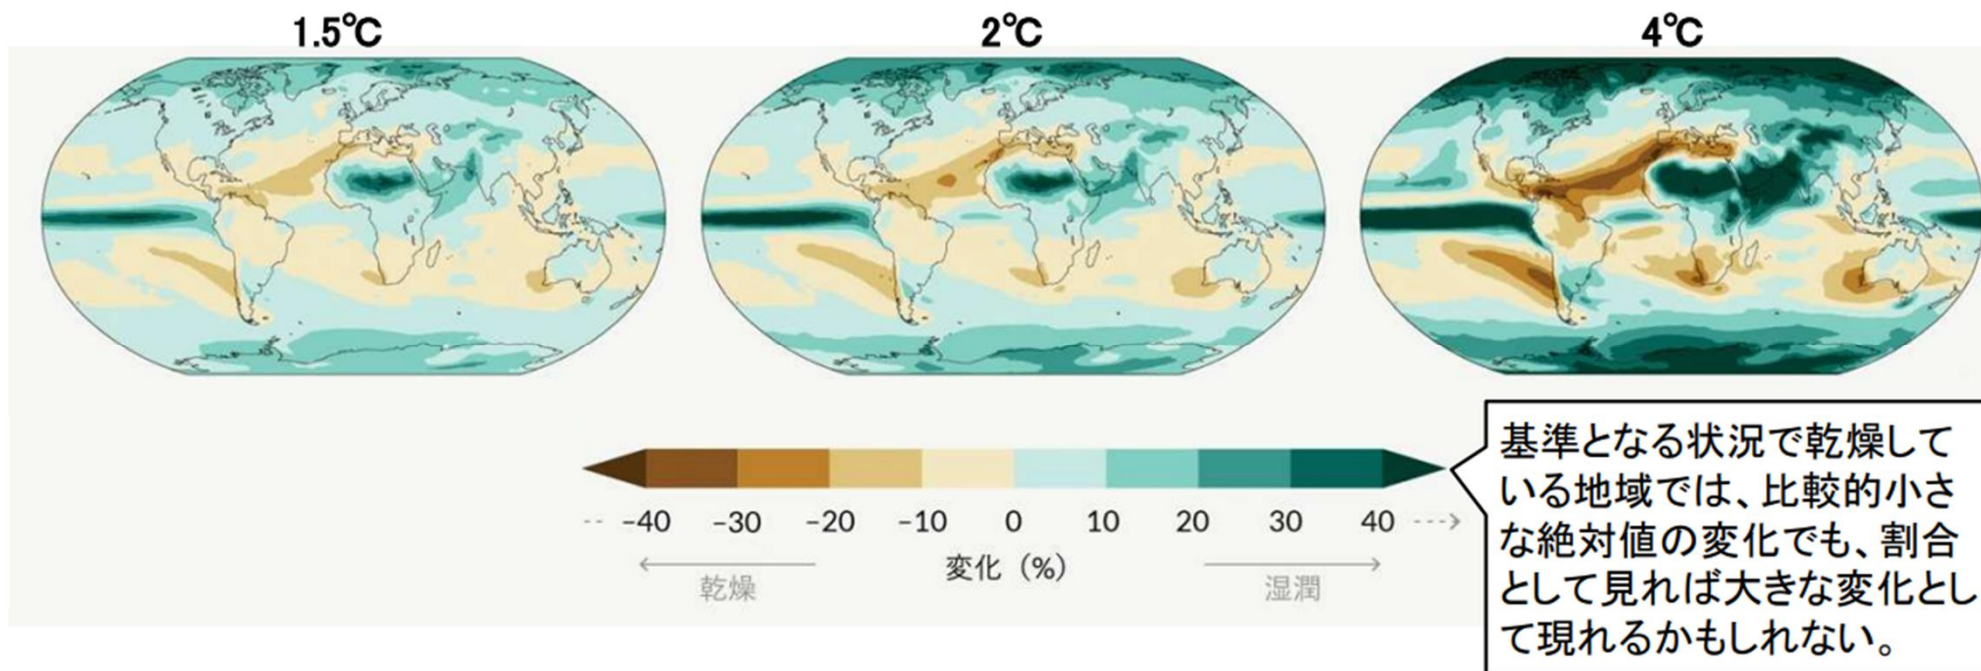 1.5℃
2℃
4℃
-- −40 −30 −20 −10 0 10 20 30 40 --->
変化（%）
乾燥
湿潤
基準となる状況で乾燥して
いる地域では、比較的小さ
な絶対値の変化でも、割合
として見れば大きな変化とし
て現れるかもしれない。